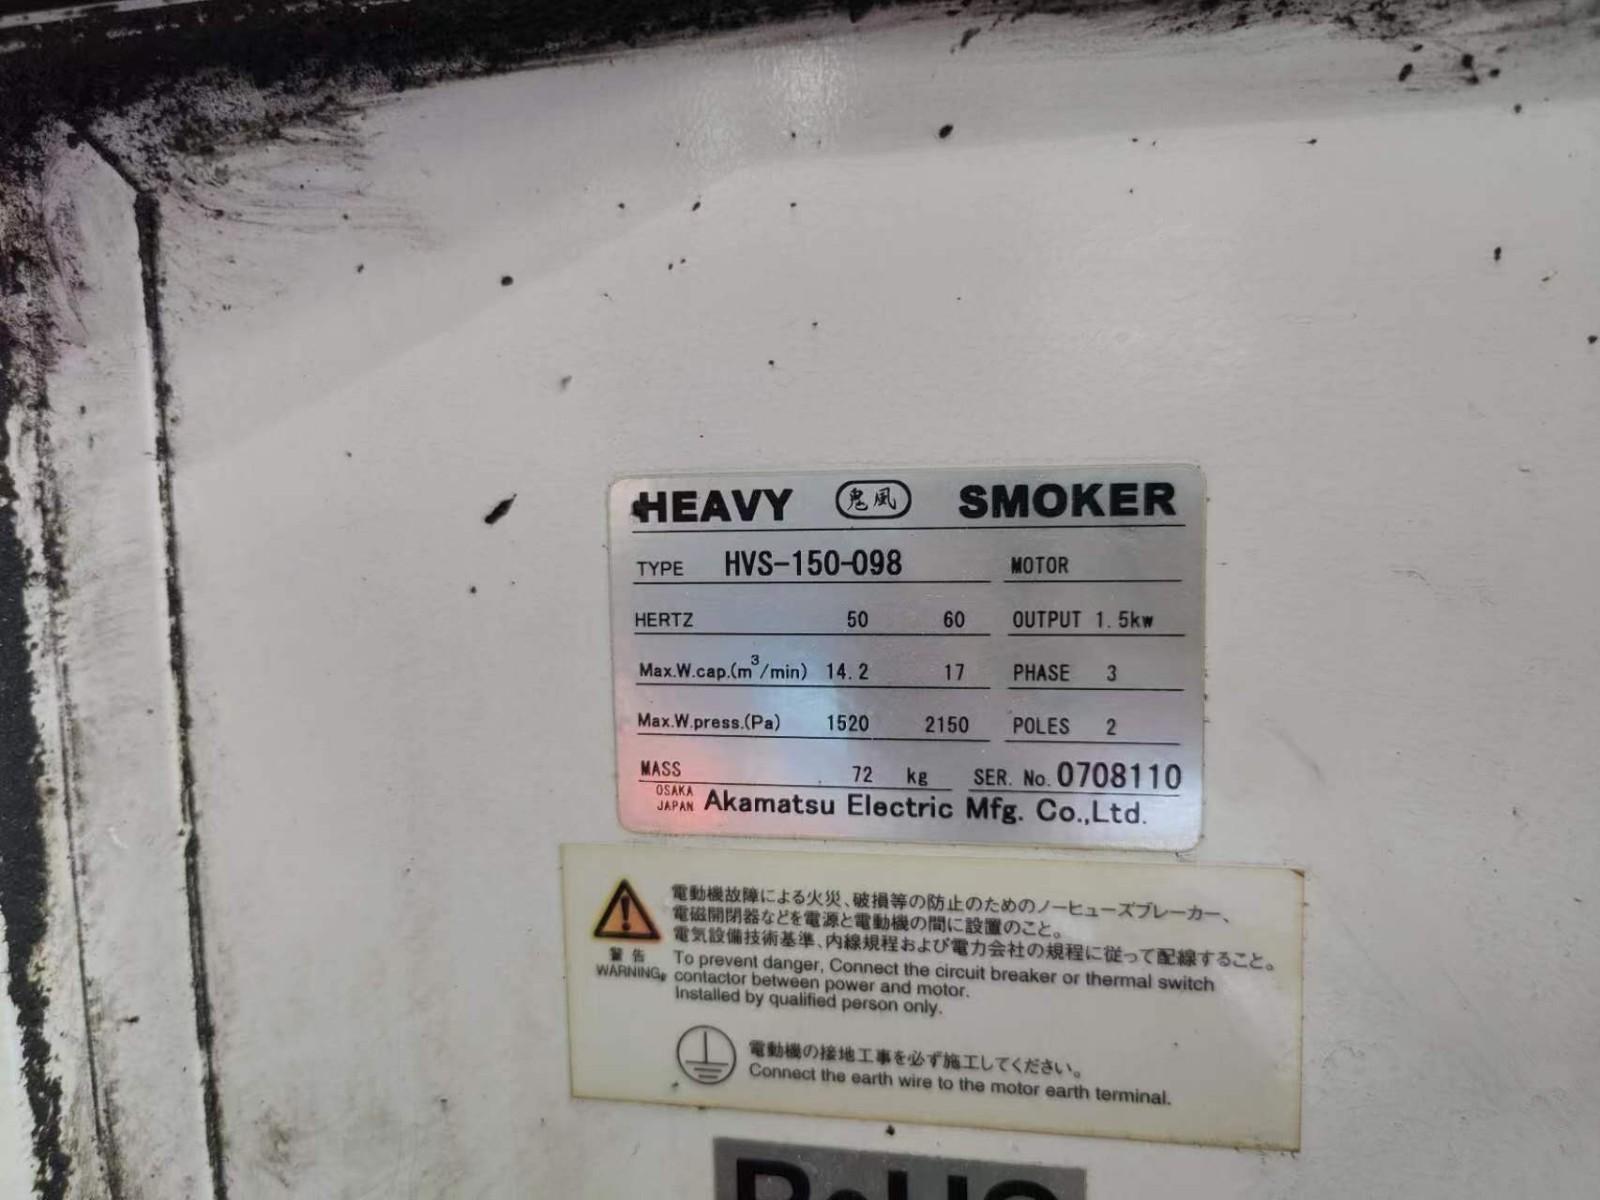 HEAVY 鬼風 SMOKER
TYPE HVS-150-098 MOTOR
HERTZ 50 60 OUTPUT 1.5kw
Max.W.cap.(m³/min) 14.2 17 PHASE 3
Max.W.press.(Pa) 1520 2150 POLES 2
MASS 72 kg SER. No. 0708110
OSAKA JAPAN Akamatsu Electric Mfg. Co.,Ltd.
電動機故障による火災、破損等の防止のためのノーヒューズブレーカー、
電磁開閉器などを電源と電動機の間に設置のこと。
電気設備技術基準、内線規程および電力会社の規程に従って配線すること。
警告
WARNING
To prevent danger, Connect the circuit breaker or thermal switch
contactor between power and motor.
Installed by qualified person only.
電動機の接地工事を必ず施工してください。
Connect the earth wire to the motor earth terminal.
RoHS